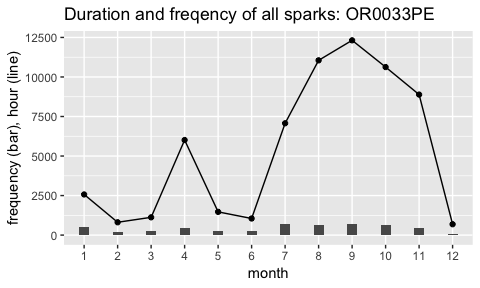 Duration and freqency of all sparks: OR0033PE
frequency (bar), hour (line)
12500
10000
7500
5000
2500
0
1 2 3 4 5 6 7 8 9 10 11 12
month